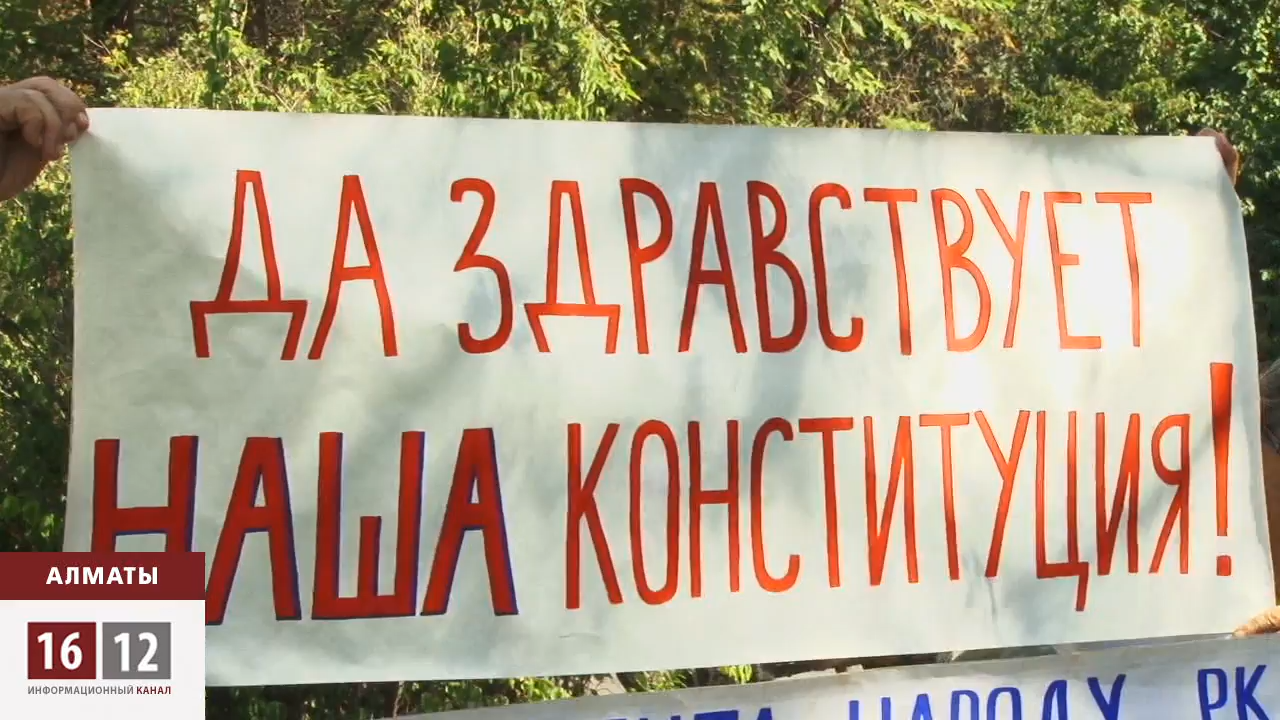 ДА ЗДРАВСТВУЕТ
НАША КОНСТИТУЦИЯ!
АЛМАТЫ
16 12
ИНФОРМАЦИОННЫЙ КАНАЛ
НАРОДУ РК